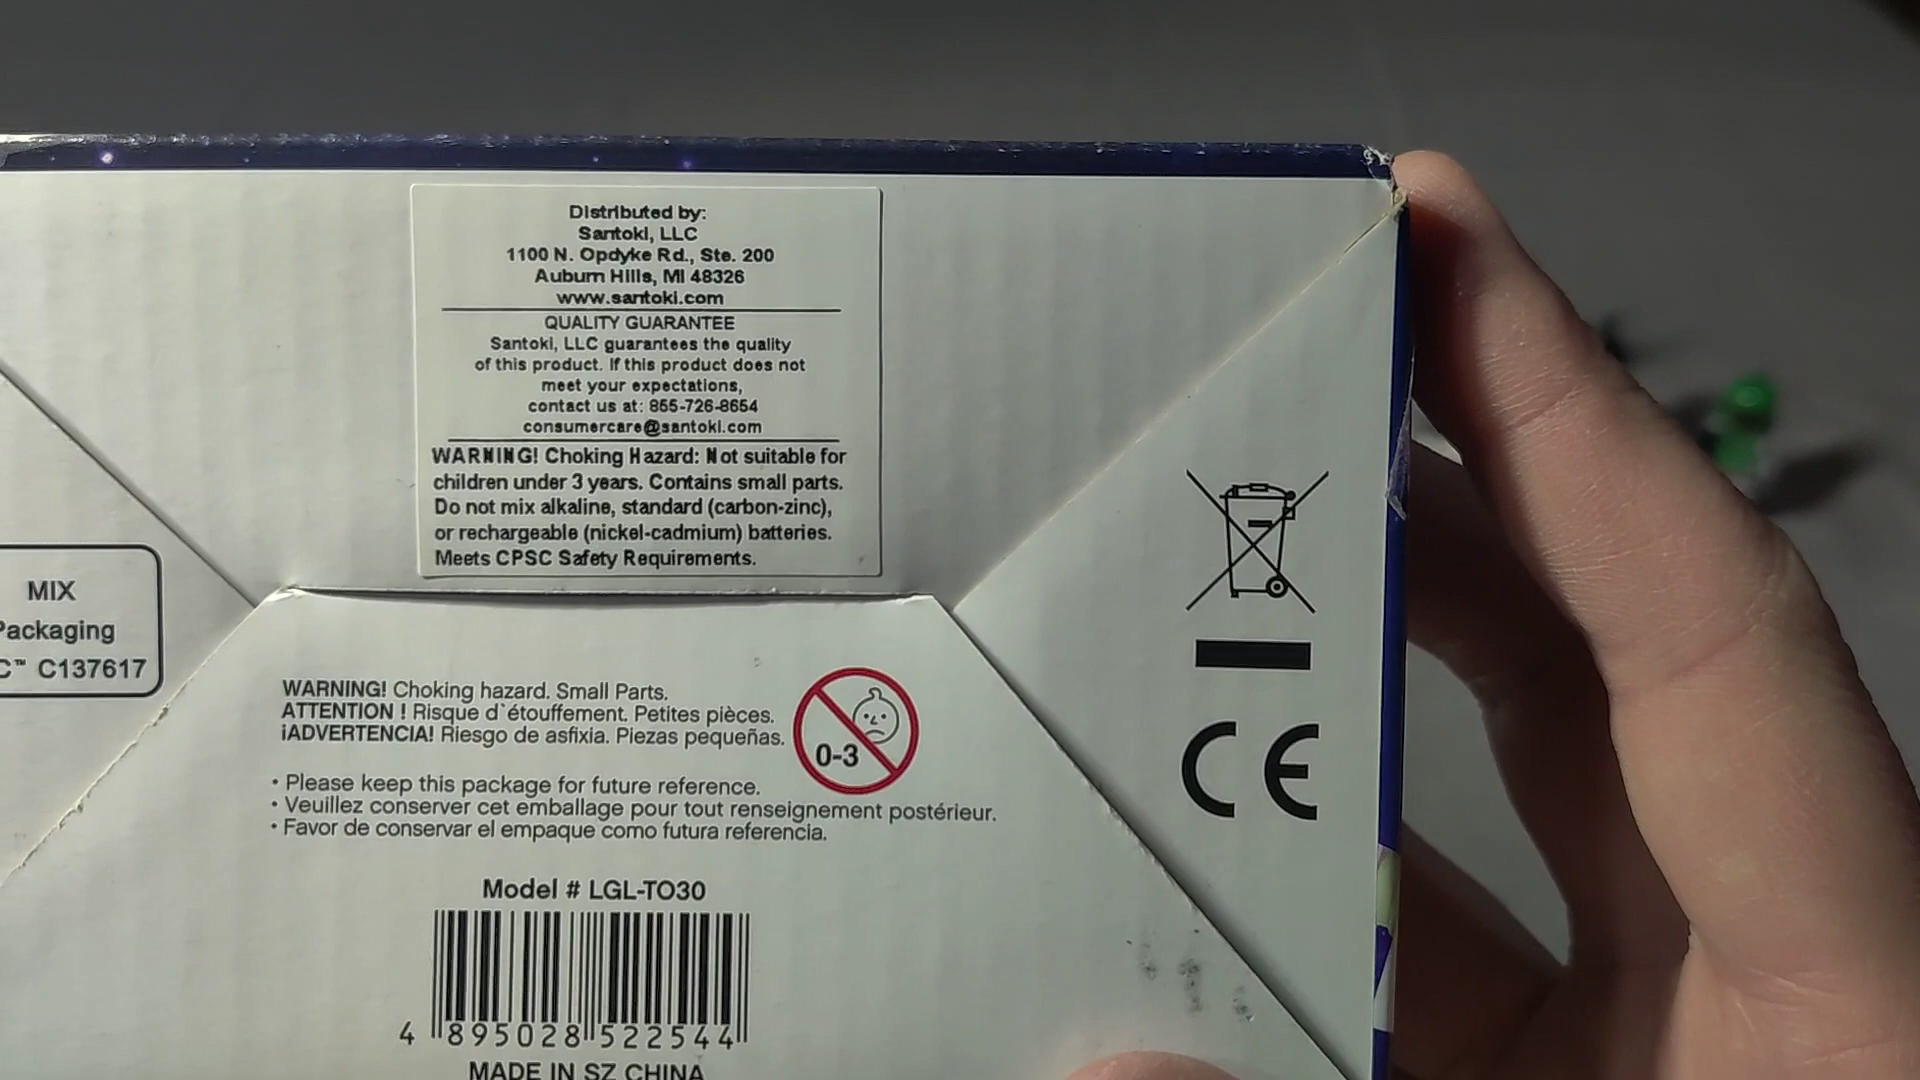 Distributed by:
Santoki, LLC
1100 N. Opdyke Rd., Ste. 200
Auburn Hills, MI 48326
www.santoki.com
QUALITY GUARANTEE
Santoki, LLC guarantees the quality
of this product. If this product does not
meet your expectations,
contact us at: 855-726-8654
consumercare@santoki.com
WARNING! Choking Hazard: Not suitable for
children under 3 years. Contains small parts.
Do not mix alkaline, standard (carbon-zinc),
or rechargeable (nickel-cadmium) batteries.
Meets CPSC Safety Requirements.
MIX
Packaging
C™ C137617
WARNING! Choking hazard. Small Parts.
ATTENTION ! Risque d`étouffement. Petites pièces.
¡ADVERTENCIA! Riesgo de asfixia. Piezas pequeñas.
0-3
• Please keep this package for future reference.
• Veuillez conserver cet emballage pour tout renseignement postérieur.
• Favor de conservar el empaque como futura referencia.
CE
Model # LGL-TO30
4 895028 522544
MADE IN SZ CHINA